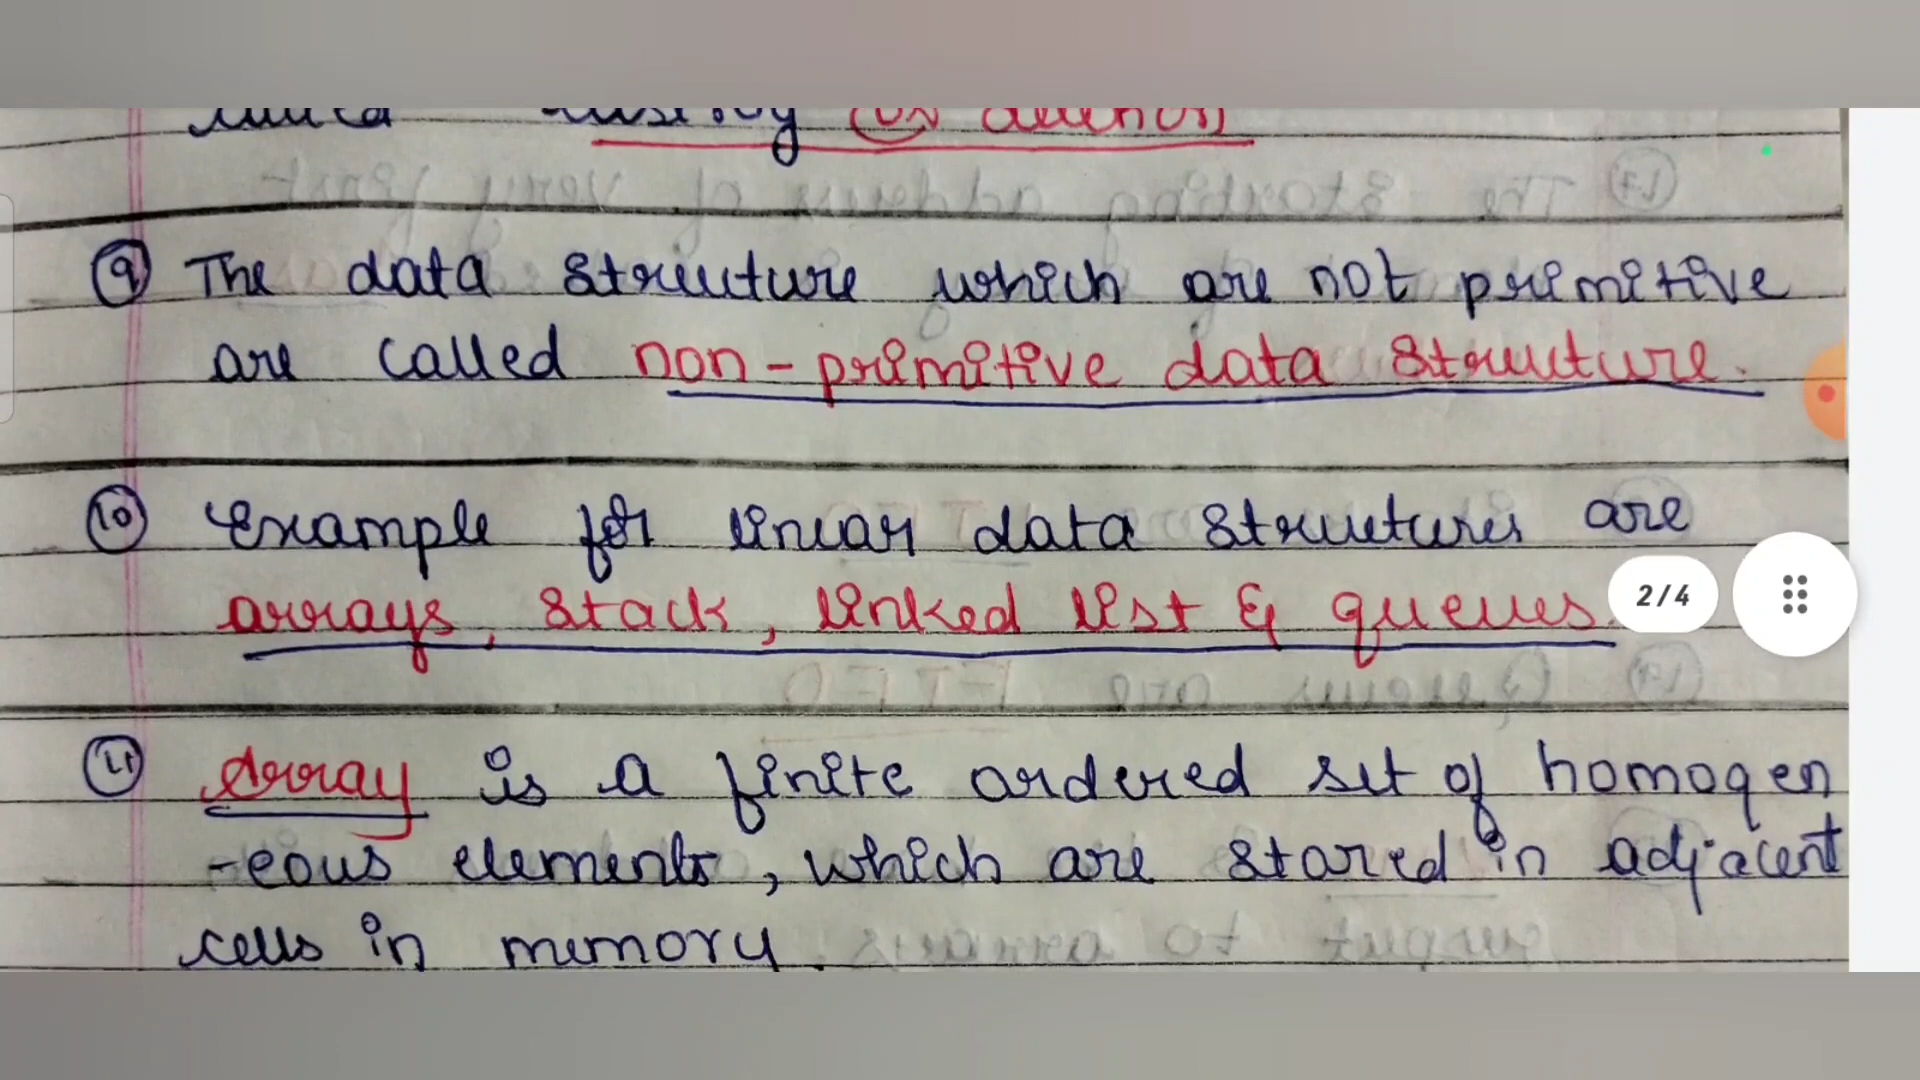 ⑨ The data structure which are not primitive
are called non-primitive data structure.
⑩ Example for linear data structures are
arrays, stack, linked list & queues.
2/4
⑪ Array is a finite ordered set of homogen
-eous elements, which are stored in adjacent
cells in memory.